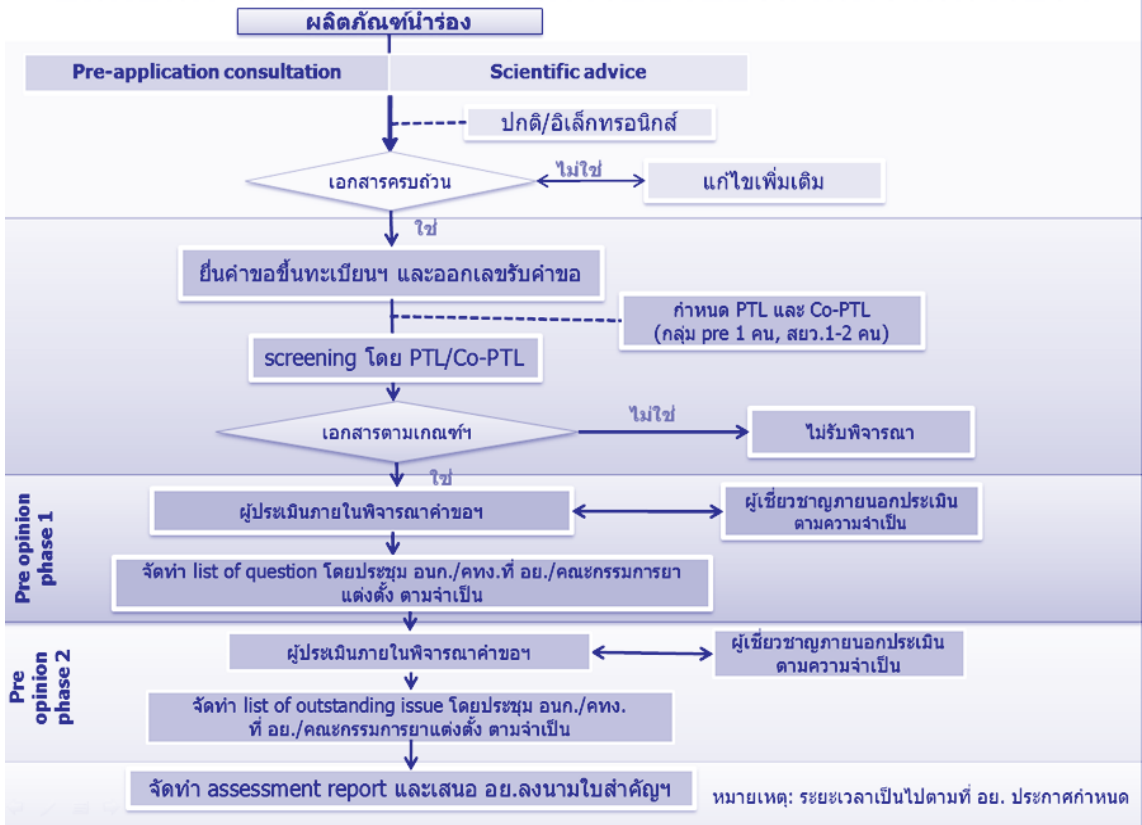 ผลิตภัณฑ์นำร่อง
Pre-application consultation
Scientific advice
ปกติ/อิเล็กทรอนิกส์
เอกสารครบถ้วน
ไม่ใช่
แก้ไขเพิ่มเติม
ใช่
ยื่นคำขอขึ้นทะเบียนฯ และออกเลขรับคำขอ
กำหนด PTL และ Co-PTL
(กลุ่ม pre 1 คน, สยว.1-2 คน)
screening โดย PTL/Co-PTL
เอกสารตามเกณฑ์ฯ
ไม่ใช่
ไม่รับพิจารณา
ใช่
Pre opinion
phase 1
ผู้ประเมินภายในพิจารณาคำขอฯ
ผู้เชี่ยวชาญภายนอกประเมิน
ตามความจำเป็น
จัดทำ list of question โดยประชุม อนก./คทง.ที่ อย./คณะกรรมการยา
แต่งตั้ง ตามจำเป็น
Pre
opinion
phase 2
ผู้ประเมินภายในพิจารณาคำขอฯ
ผู้เชี่ยวชาญภายนอกประเมิน
ตามความจำเป็น
จัดทำ list of outstanding issue โดยประชุม อนก./คทง.
ที่ อย./คณะกรรมการยาแต่งตั้ง ตามจำเป็น
จัดทำ assessment report และเสนอ อย.ลงนามใบสำคัญฯ
หมายเหตุ: ระยะเวลาเป็นไปตามที่ อย. ประกาศกำหนด